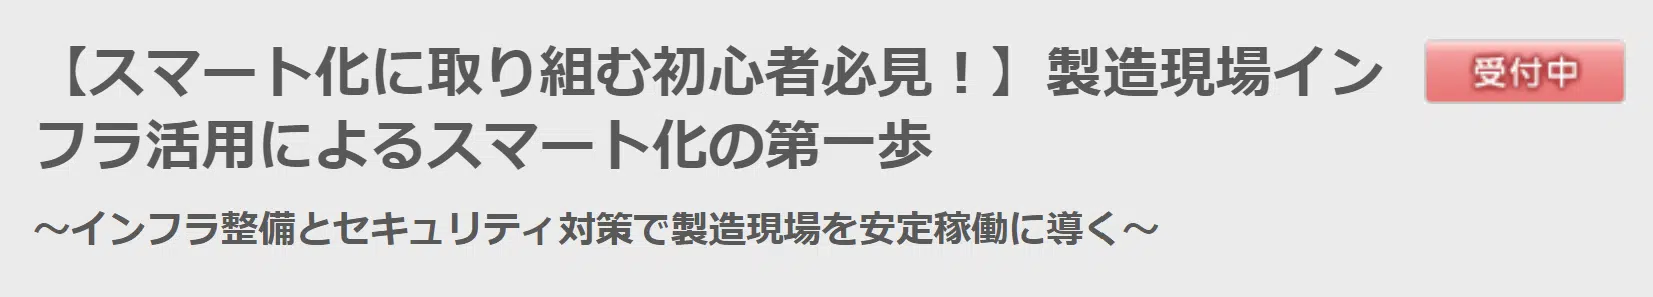 【スマート化に取り組む初心者必見！】製造現場イン
フラ活用によるスマート化の第一歩
受付中
～インフラ整備とセキュリティ対策で製造現場を安定稼働に導く～